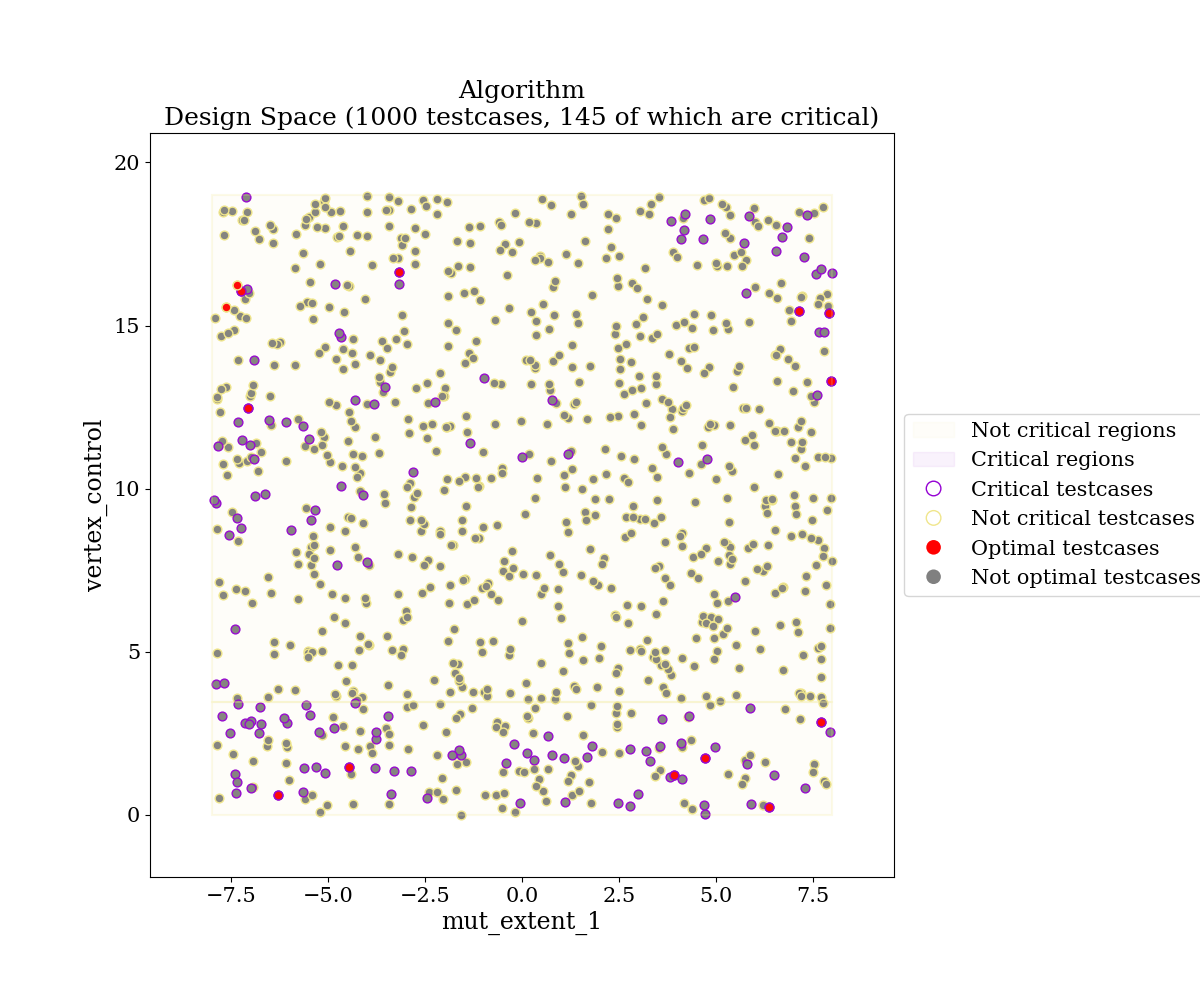 Algorithm
Design Space (1000 testcases, 145 of which are critical)
20
15
10
5
0
vertex_control
−7.5
−5.0
−2.5
0.0
2.5
5.0
7.5
mut_extent_1
Not critical regions
Critical regions
Critical testcases
Not critical testcases
Optimal testcases
Not optimal testcases